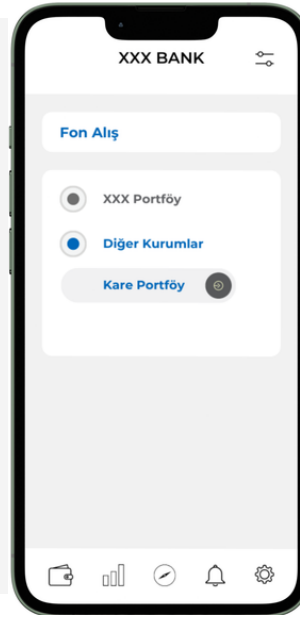 XXX BANK
Fon Alış
XXX Portföy
Diğer Kurumlar
Kare Portföy